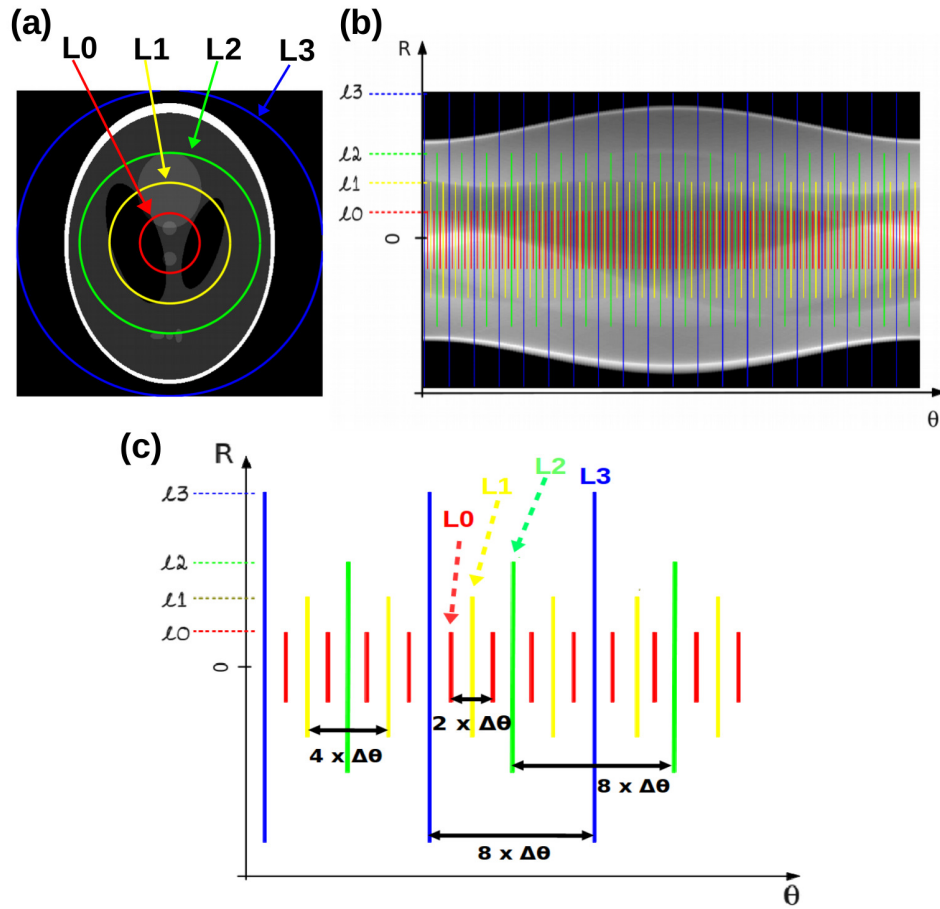 (a)
L0 L1 L2 L3
(b)
R
ℓ3
ℓ2
ℓ1
ℓ0
0
θ
(c)
R
L0
L1
L2
L3
ℓ3
ℓ2
ℓ1
ℓ0
0
2 x Δθ
4 x Δθ
8 x Δθ
8 x Δθ
θ